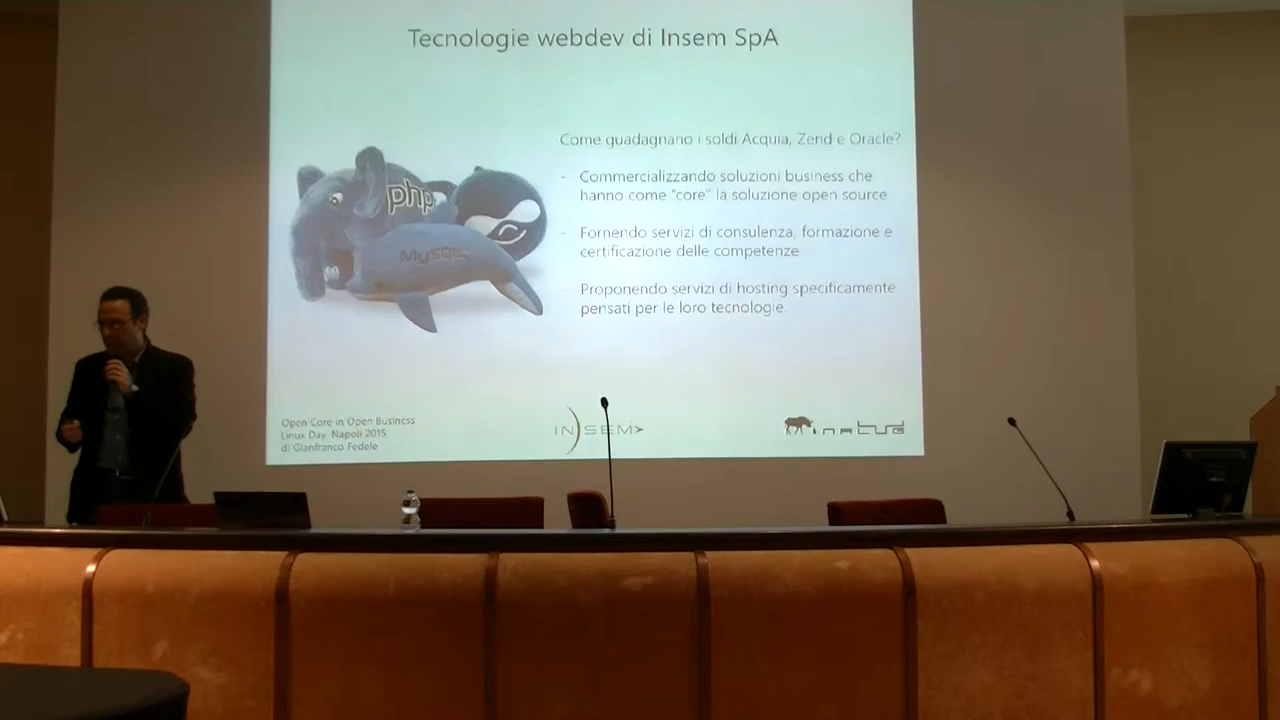 Tecnologie webdev di Insem SpA
Come guadagnano i soldi Acquia, Zend e Oracle?
- Commercializzando soluzioni business che
hanno come "core" la soluzione open source
- Fornendo servizi di consulenza, formazione e
certificazione delle competenze
- Proponendo servizi di hosting specificamente
pensati per le loro tecnologie.
php
MySQL
Open Core in Open Business
Linux Day, Napoli 2015
di Gianfranco Fedele
INSEM